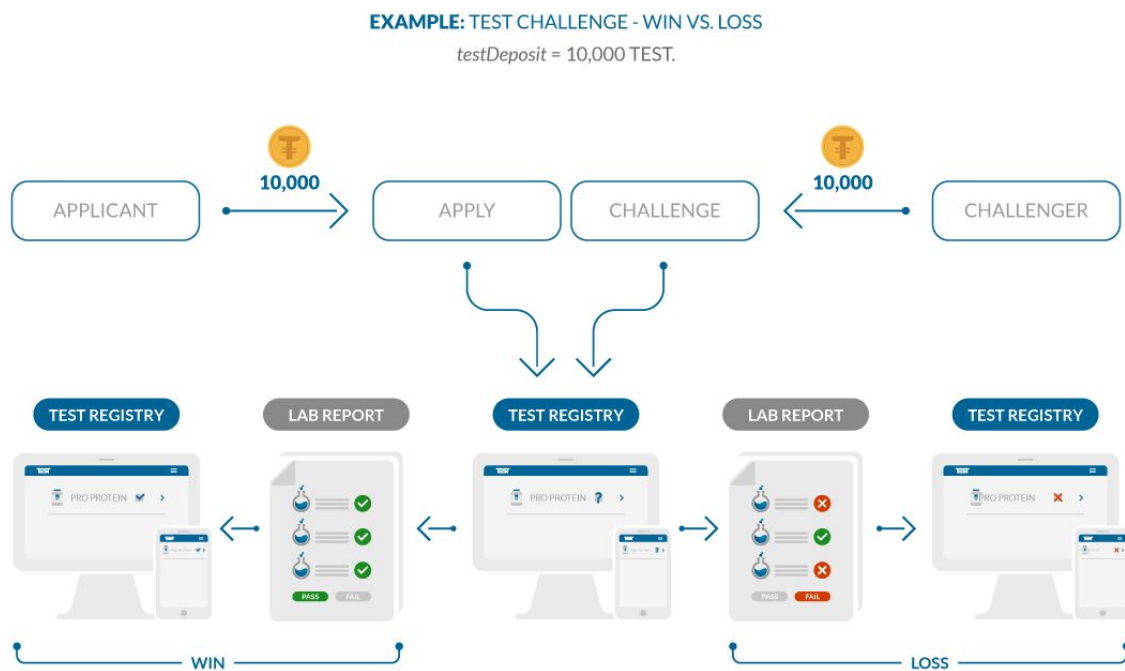 EXAMPLE: TEST CHALLENGE - WIN VS. LOSS
testDeposit = 10,000 TEST.
10,000
10,000
APPLICANT
APPLY
CHALLENGE
CHALLENGER
TEST REGISTRY
LAB REPORT
TEST REGISTRY
LAB REPORT
TEST REGISTRY
TEST
TEST
TEST
PRO PROTEIN
PRO PROTEIN
PRO PROTEIN
PASS FAIL
PASS FAIL
WIN
LOSS